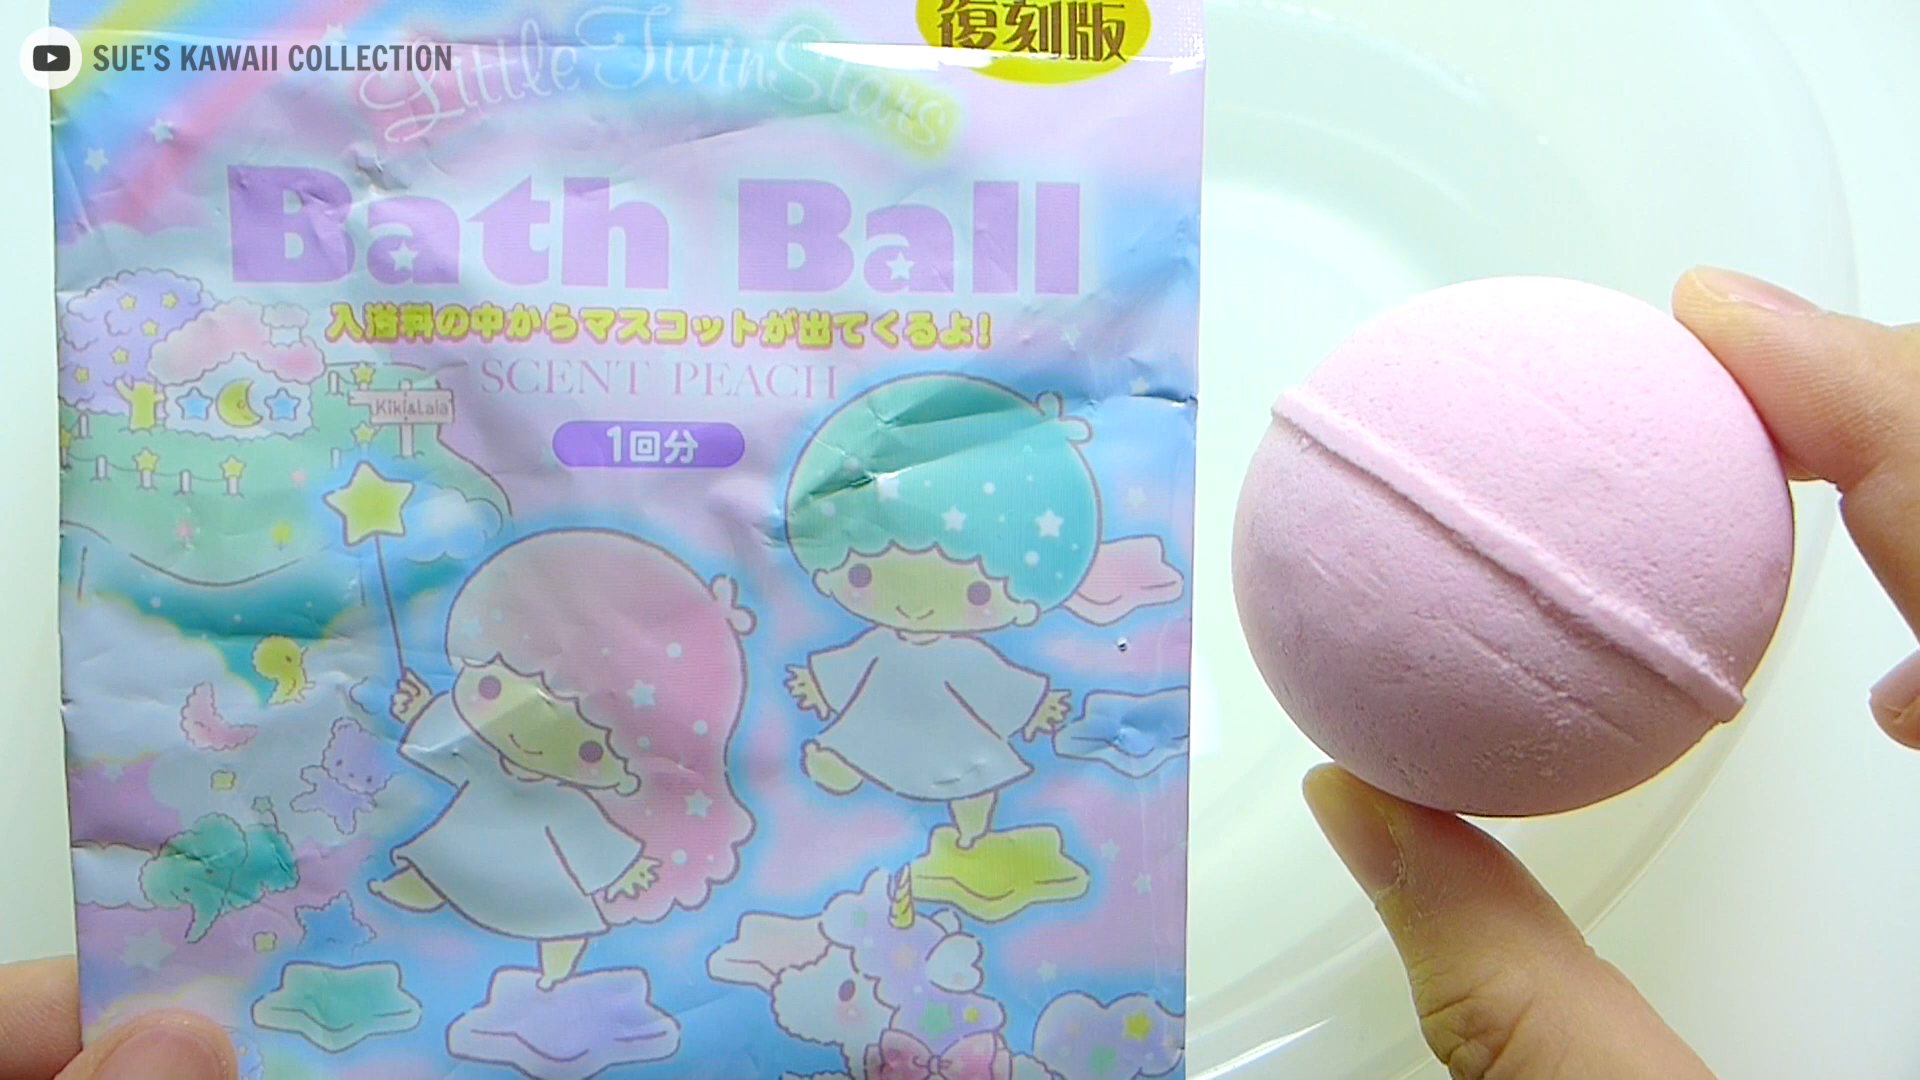 SUE'S KAWAII COLLECTION
復刻版
Little Twin Stars
Bath Ball
入浴料の中からマスコットが出てくるよ!
SCENT PEACH
Kiki&Lala
1回分